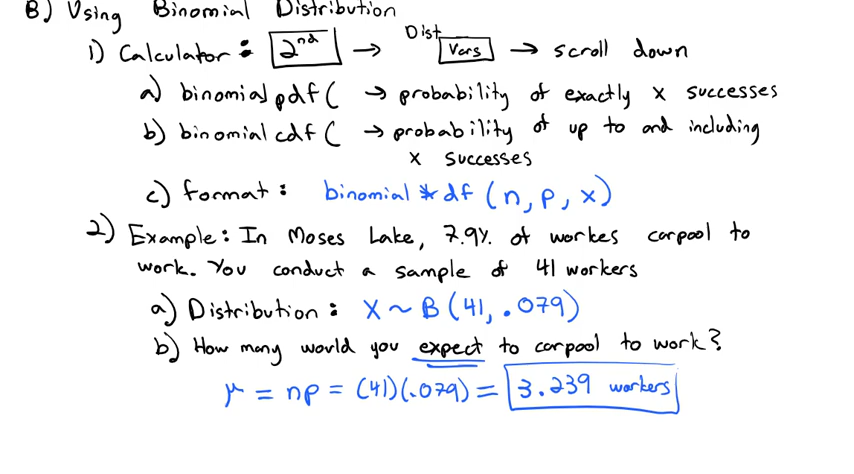 B) Using Binomial Distribution
1) Calculator: 2nd → Dist Vars → scroll down
a) binomial pdf( → probability of exactly x successes
b) binomial cdf( → probability of up to and including
x successes
c) format: binomial * df (n, p, x)
2) Example: In Moses Lake, 7.9% of workes carpool to
work. You conduct a sample of 41 workers
a) Distribution: X ~ B(41, .079)
b) How many would you expect to carpool to work?
μ = np = (41)(.079) = 3.239 workers